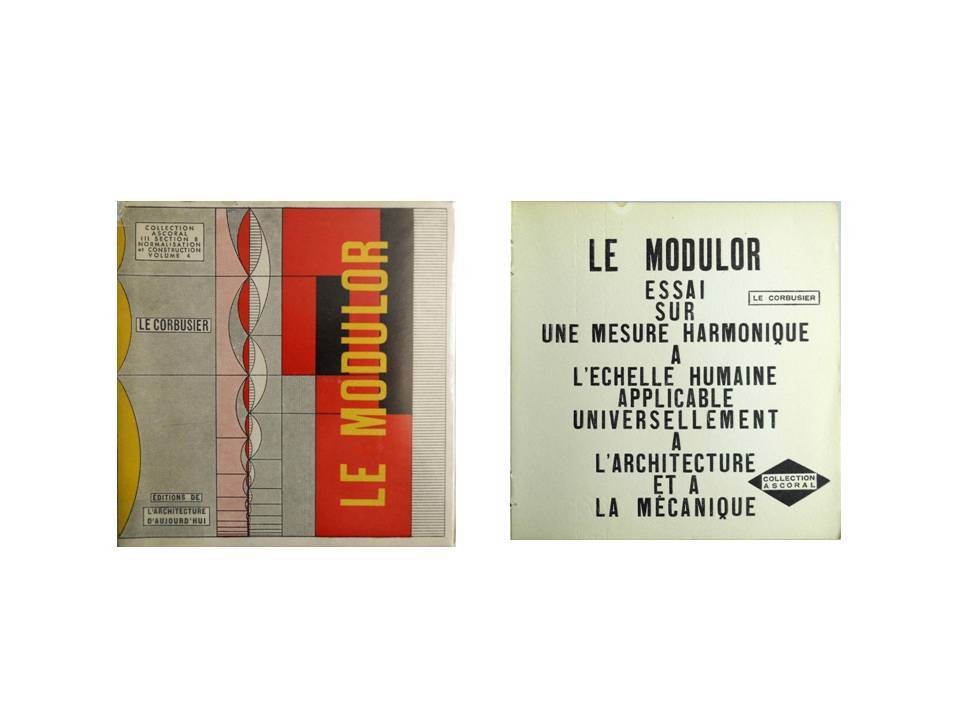 COLLECTION
ASCORAL
III SECTION B
NORMALISATION
et CONSTRUCTION
VOLUME 4
LE CORBUSIER
ÉDITIONS DE
L'ARCHITECTURE
D'AUJOURD'HUI
LE MODULOR
LE MODULOR
ESSAI
SUR
LE CORBUSIER
UNE MESURE HARMONIQUE
A
L'ECHELLE HUMAINE
APPLICABLE
UNIVERSELLEMENT
A
L'ARCHITECTURE
ET A
LA MÉCANIQUE
COLLECTION
ASCORAL